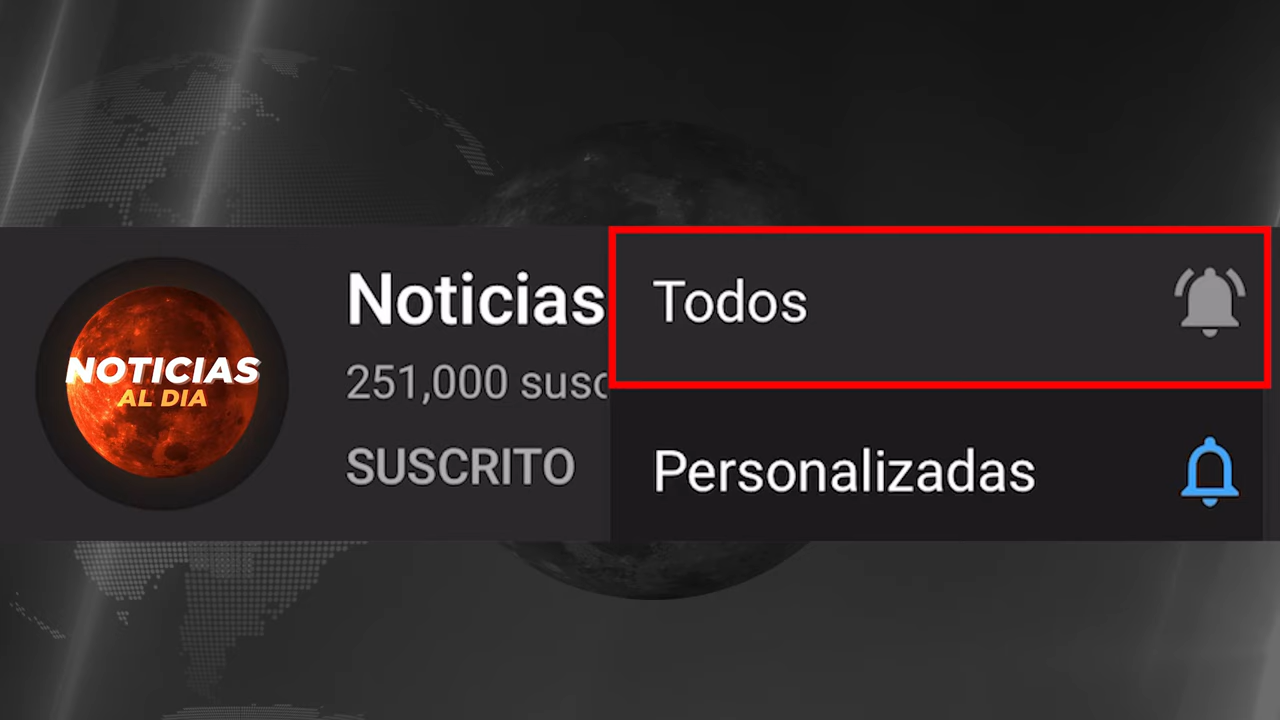 NOTICIAS
AL DIA
Noticias
251,000 susc
SUSCRITO
Todos
Personalizadas